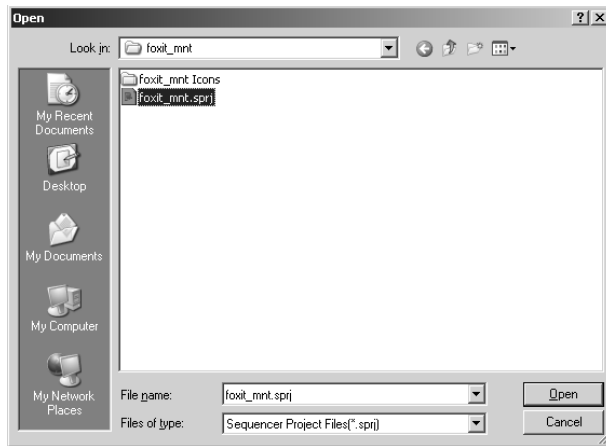 Open
Look in: foxit_mnt
foxit_mnt Icons
foxit_mnt.sprj
My Recent
Documents
Desktop
My Documents
My Computer
My Network
Places
File name: foxit_mnt.sprj Open
Files of type: Sequencer Project Files(*.sprj) Cancel